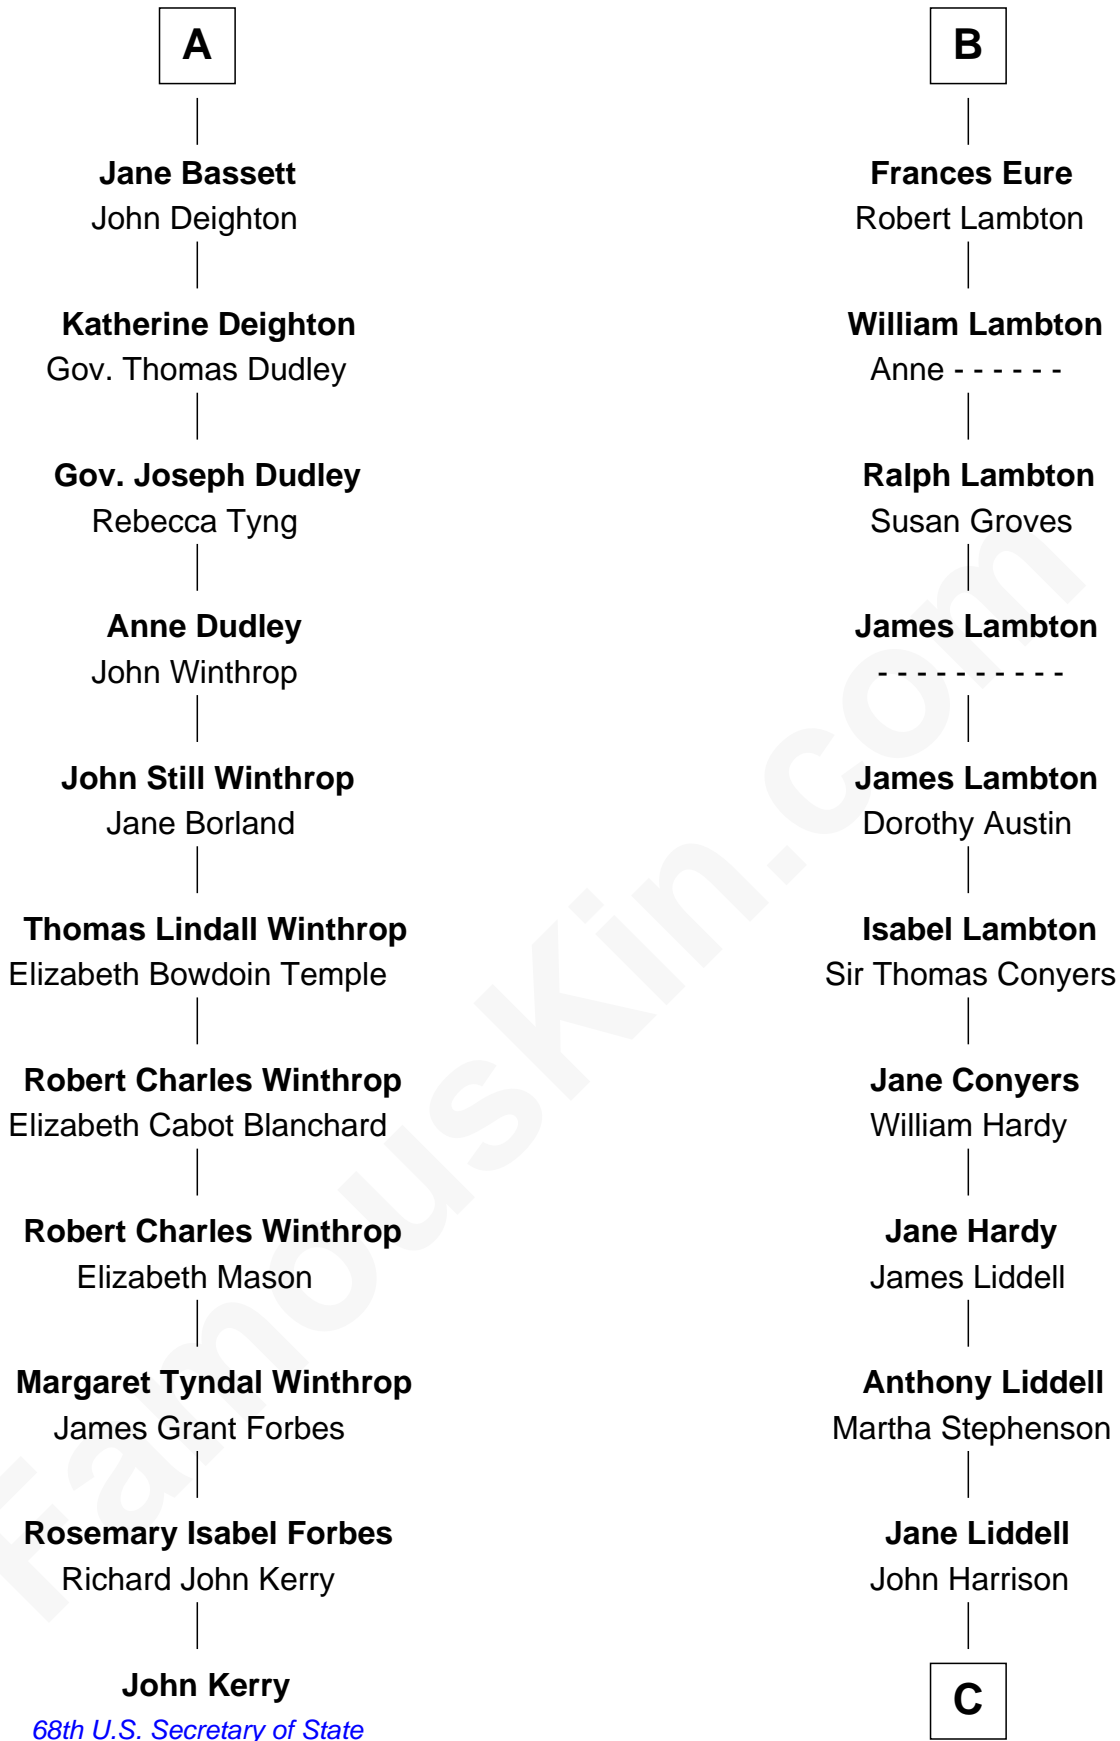 A
Jane Bassett
John Deighton
Katherine Deighton
Gov. Thomas Dudley
Gov. Joseph Dudley
Rebecca Tyng
Anne Dudley
John Winthrop
John Still Winthrop
Jane Borland
Thomas Lindall Winthrop
Elizabeth Bowdoin Temple
Robert Charles Winthrop
Elizabeth Cabot Blanchard
Robert Charles Winthrop
Elizabeth Mason
Margaret Tyndal Winthrop
James Grant Forbes
Rosemary Isabel Forbes
Richard John Kerry
John Kerry
68th U.S. Secretary of State
B
Frances Eure
Robert Lambton
William Lambton
Anne - - - - - -
Ralph Lambton
Susan Groves
James Lambton
- - - - - - - - - -
James Lambton
Dorothy Austin
Isabel Lambton
Sir Thomas Conyers
Jane Conyers
William Hardy
Jane Hardy
James Liddell
Anthony Liddell
Martha Stephenson
Jane Liddell
John Harrison
C
FamousKin.com